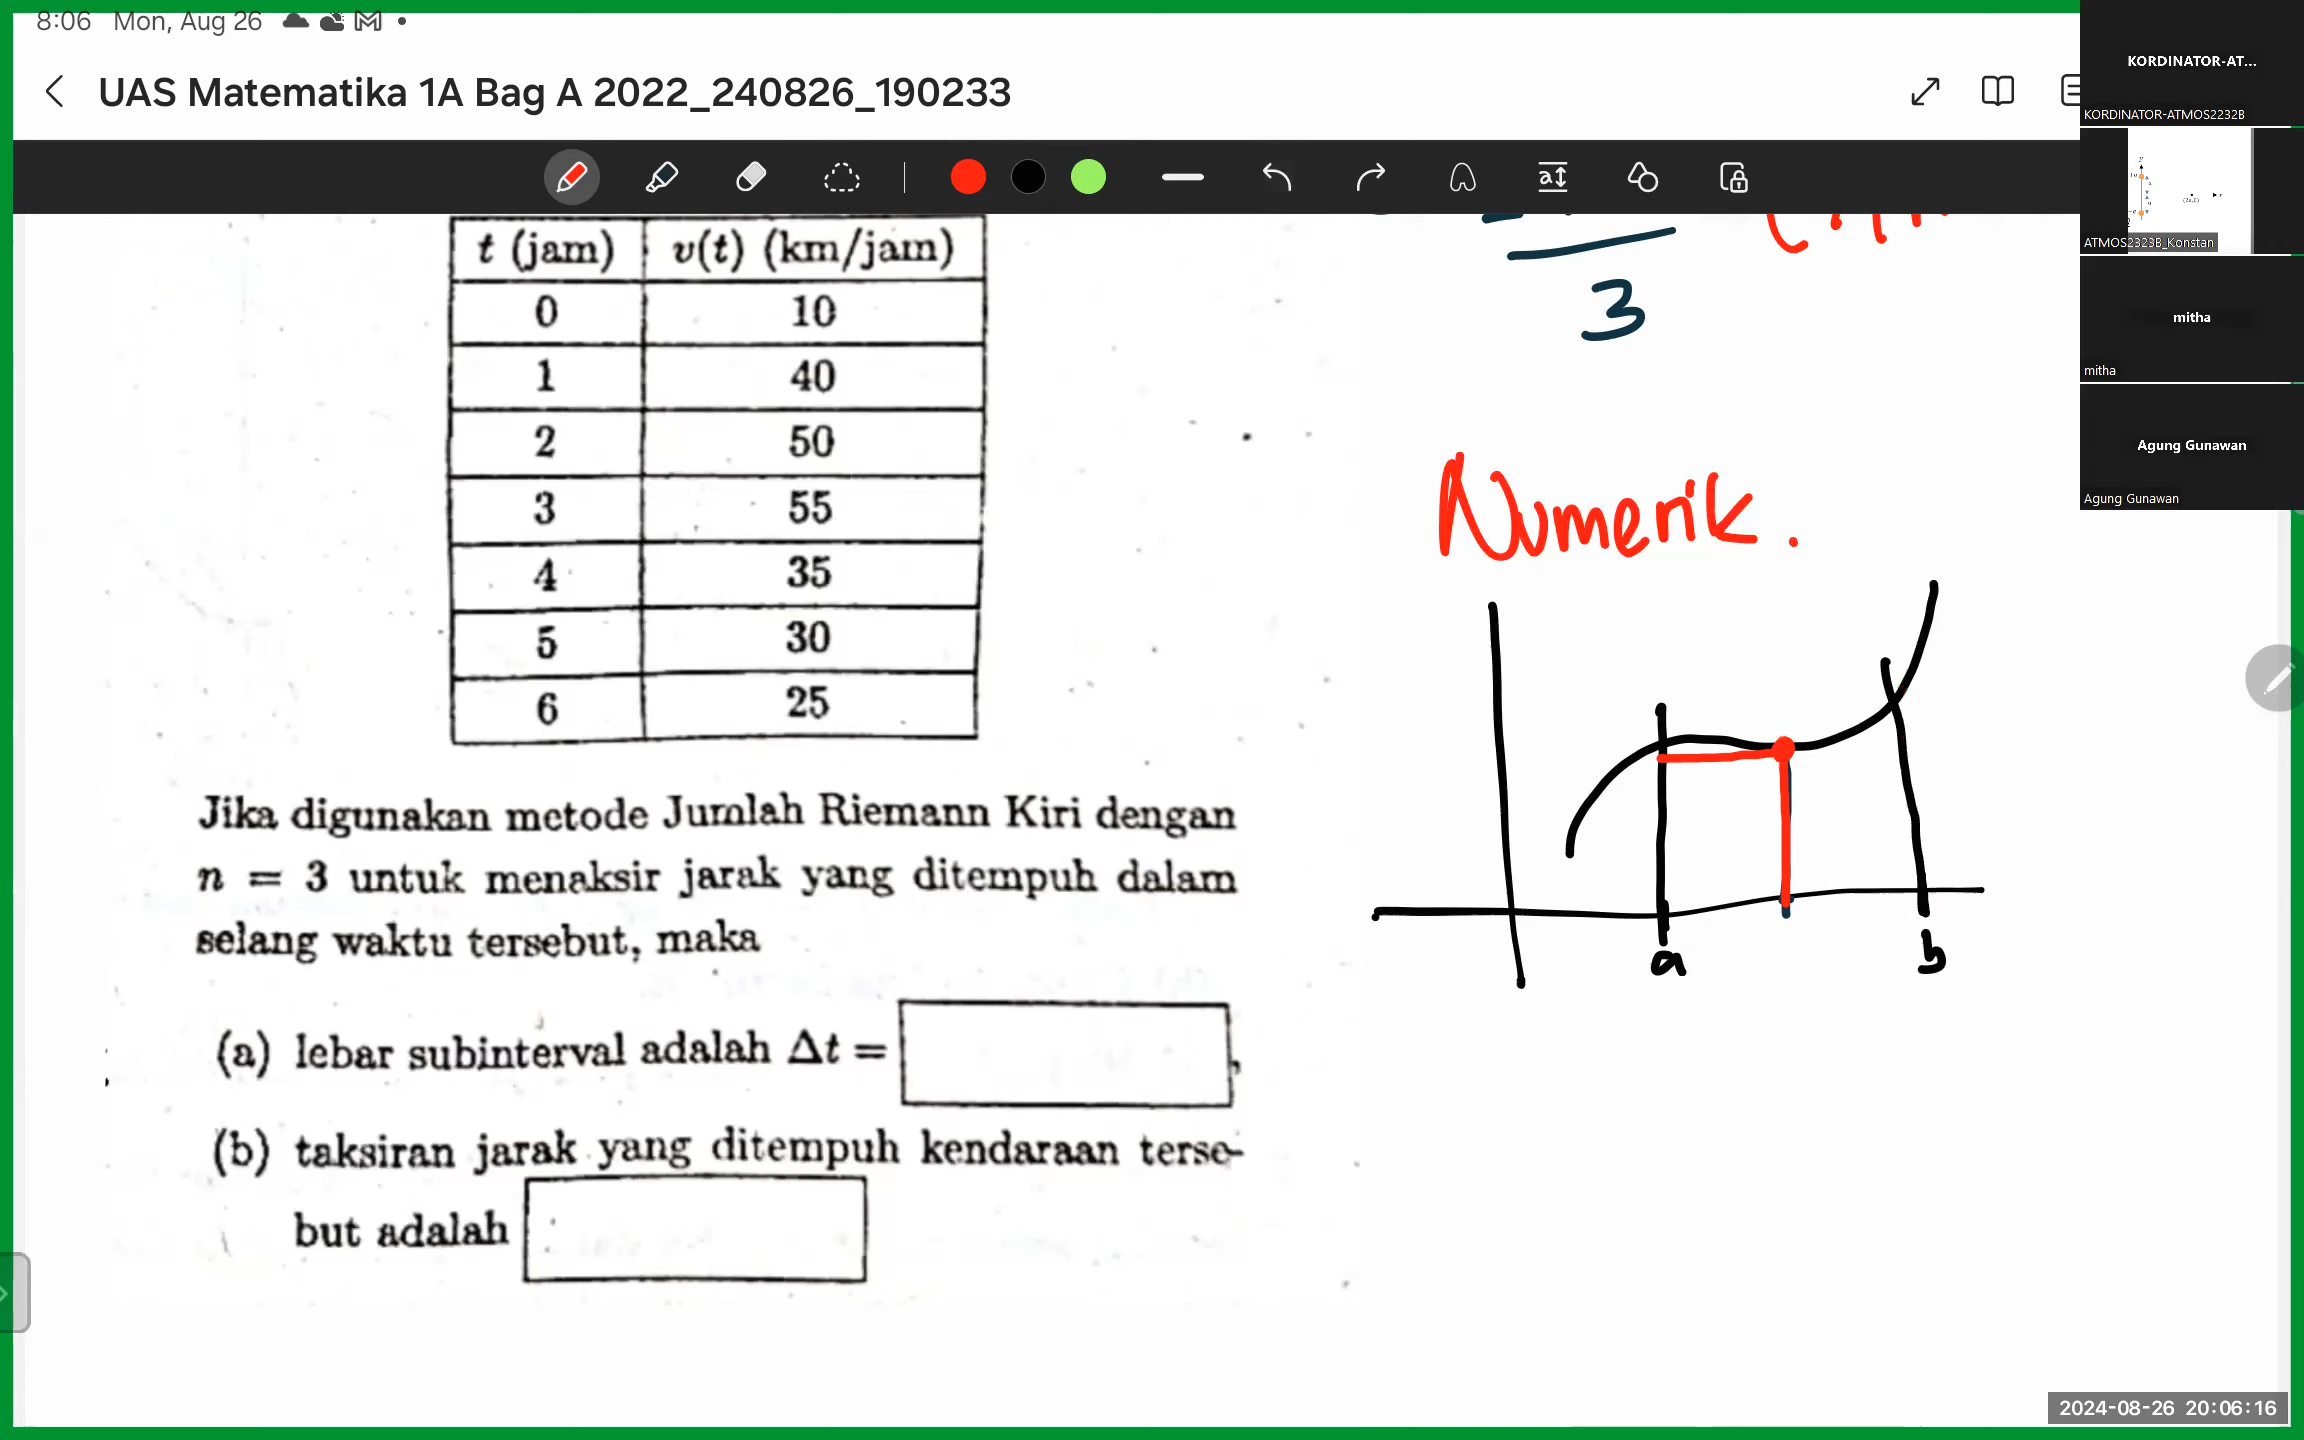 8:06 Mon, Aug 26
UAS Matematika 1A Bag A 2022_240826_190233
t (jam) v(t) (km/jam)
0 10
1 40
2 50
3 55
4 35
5 30
6 25
Jika digunakan metode Jumlah Riemann Kiri dengan
n = 3 untuk menaksir jarak yang ditempuh dalam
selang waktu tersebut, maka
(a) lebar subinterval adalah Δt = ,
(b) taksiran jarak yang ditempuh kendaraan terse-
but adalah
3
Numerik.
a b
KORDINATOR-AT...
KORDINATOR-ATMOS2232B
ATMOS2323B_Konstan
mitha
mitha
Agung Gunawan
Agung Gunawan
2024-08-26 20:06:16